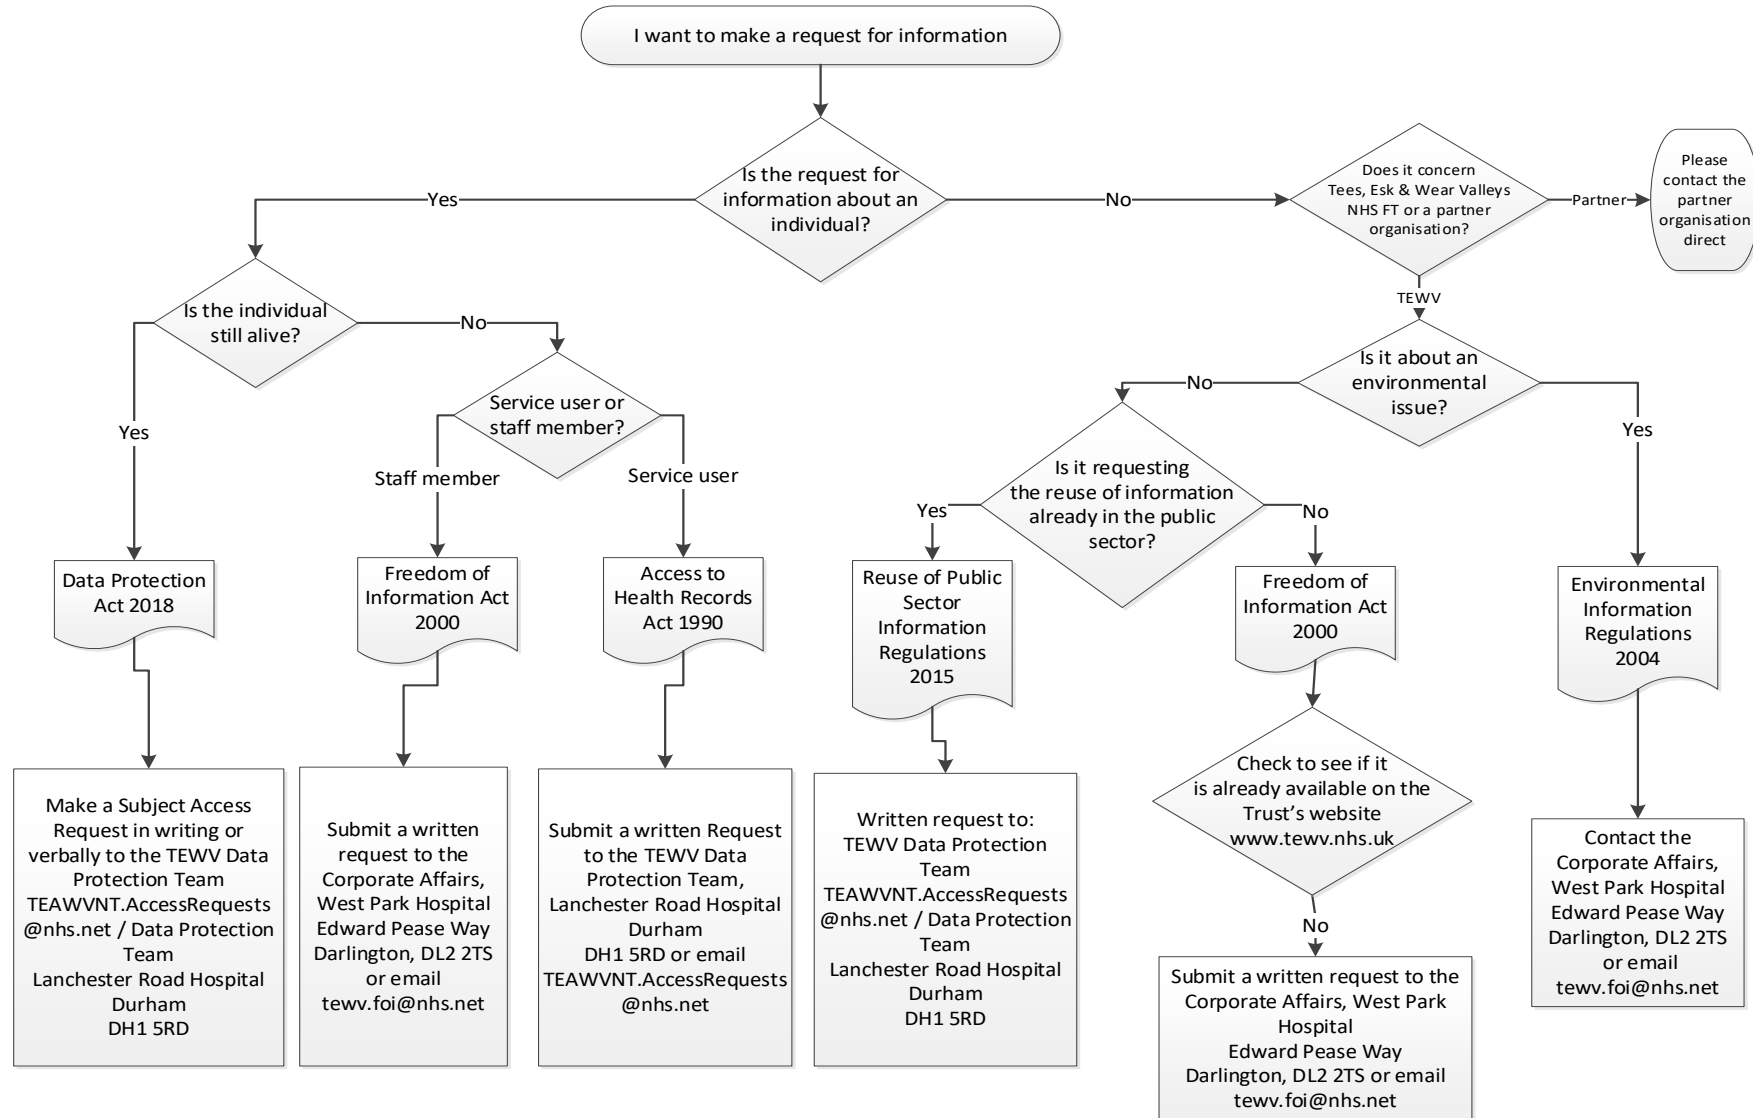 I want to make a request for information
Is the request for
information about an
individual?
Yes
No
Does it concern
Tees, Esk & Wear Valleys
NHS FT or a partner
organisation?
Partner
Please
contact the
partner
organisation
direct
TEWV
Is the individual
still alive?
No
Yes
Service user or
staff member?
Staff member
Service user
Is it about an
environmental
issue?
No
Yes
Is it requesting
the reuse of information
already in the public
sector?
Yes
No
Data Protection
Act 2018
Freedom of
Information Act
2000
Access to
Health Records
Act 1990
Reuse of Public
Sector
Information
Regulations
2015
Freedom of
Information Act
2000
Environmental
Information
Regulations
2004
Check to see if it
is already available on the
Trust’s website
www.tewv.nhs.uk
No
Make a Subject Access
Request in writing or
verbally to the TEWV Data
Protection Team
TEAWVNT.AccessRequests
@nhs.net / Data Protection
Team
Lanchester Road Hospital
Durham
DH1 5RD
Submit a written
request to the
Corporate Affairs,
West Park Hospital
Edward Pease Way
Darlington, DL2 2TS
or email
tewv.foi@nhs.net
Submit a written Request
to the TEWV Data
Protection Team,
Lanchester Road Hospital
Durham
DH1 5RD or email
TEAWVNT.AccessRequests
@nhs.net
Written request to:
TEWV Data Protection
Team
TEAWVNT.AccessRequests
@nhs.net / Data Protection
Team
Lanchester Road Hospital
Durham
DH1 5RD
Submit a written request to the
Corporate Affairs, West Park
Hospital
Edward Pease Way
Darlington, DL2 2TS or email
tewv.foi@nhs.net
Contact the
Corporate Affairs,
West Park Hospital
Edward Pease Way
Darlington, DL2 2TS
or email
tewv.foi@nhs.net